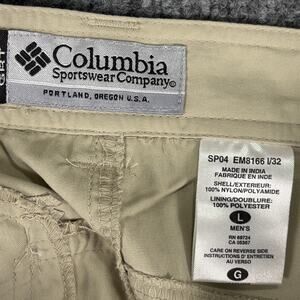 GRT
Columbia
Sportswear Company©
PORTLAND, OREGON U.S.A.
SP04 EM8166 I/32
MADE IN INDIA
FABRIQUE EN INDE
SHELL/EXTERIEUR:
100% NYLON/POLYAMIDE
LINING/DOUBLURE:
100% POLYESTER
L
MEN'S
RN 69724
CA 05367
CARE ON REVERSE SIDE
INSTRUCTIONS D'ENTRETIEN
AU VERSO
G